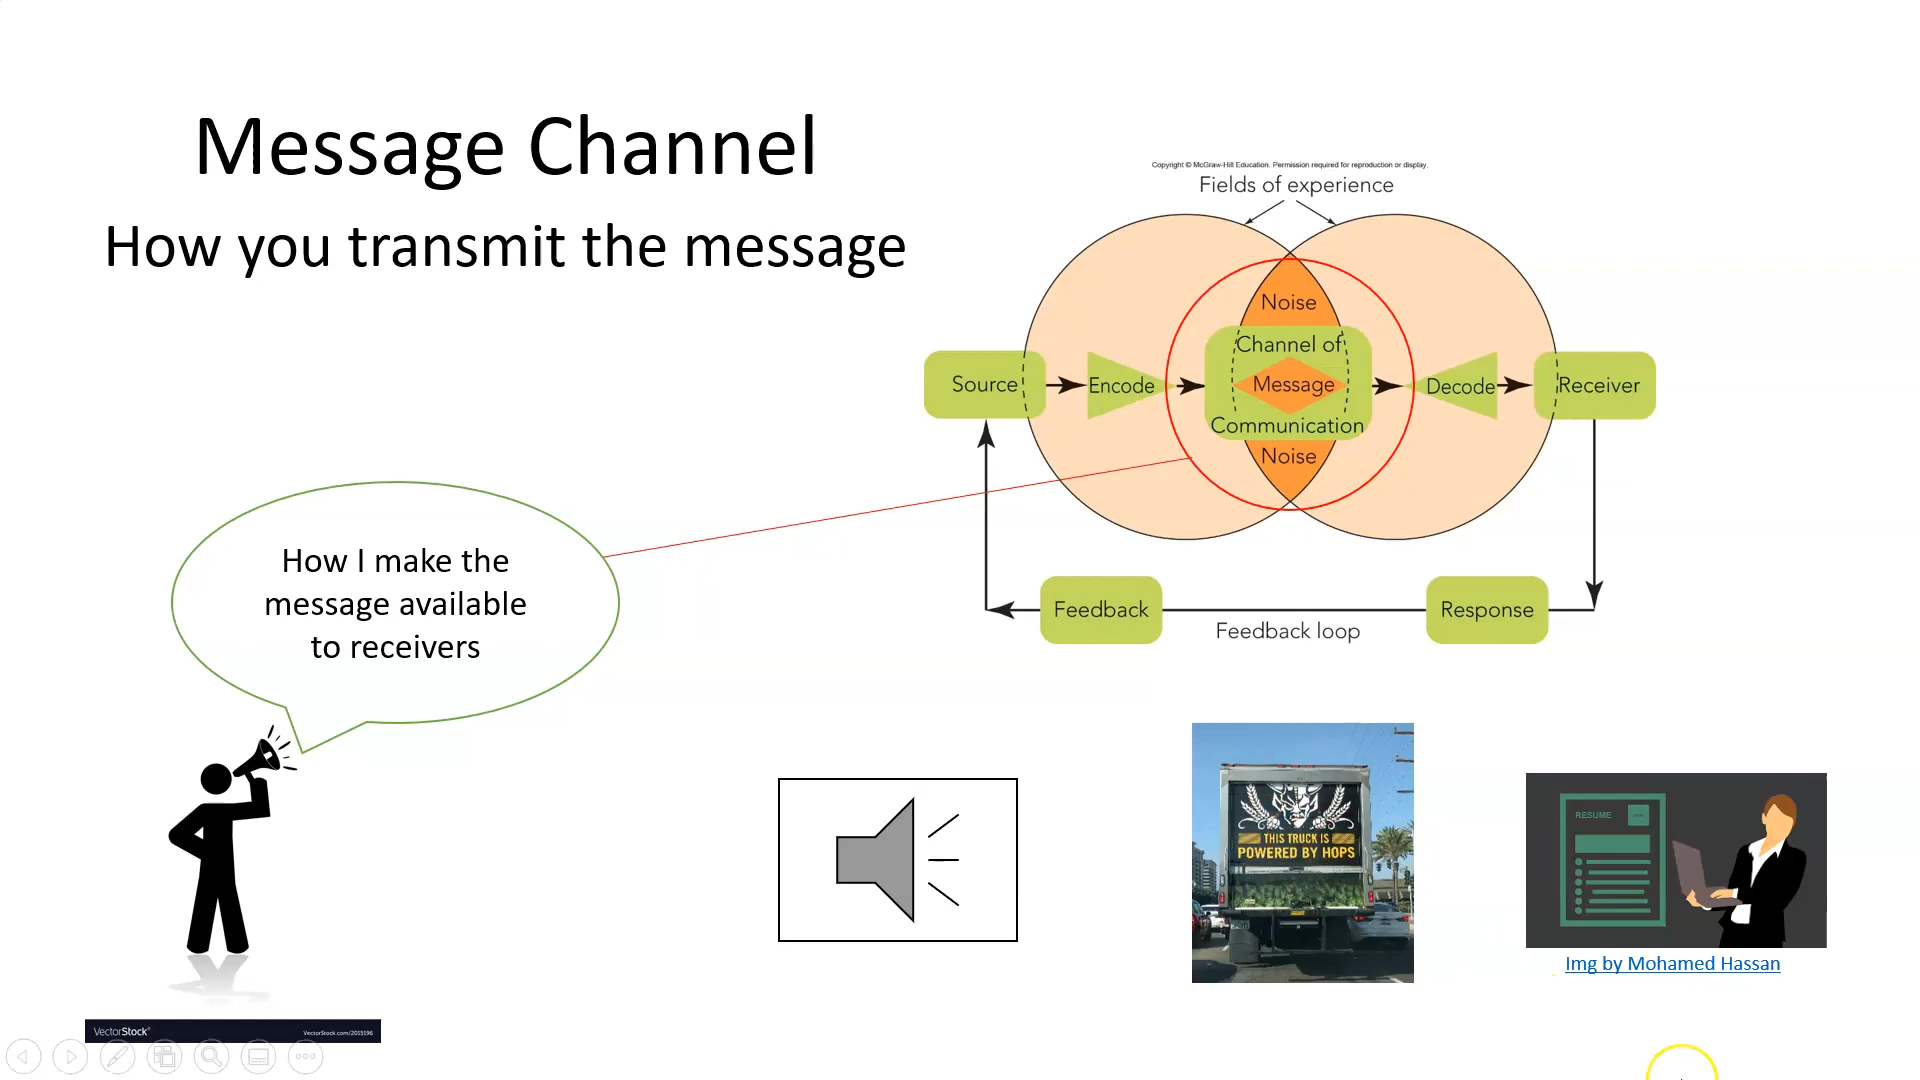 Message Channel
How you transmit the message
Copyright © McGraw-Hill Education. Permission required for reproduction or display.
Fields of experience
Noise
Channel of
Source
Encode
Message
Decode
Receiver
Communication
Noise
Feedback
Response
Feedback loop
How I make the
message available
to receivers
THIS TRUCK IS
POWERED BY HOPS
RESUME
Img by Mohamed Hassan
VectorStock®
VectorStock.com/2015196